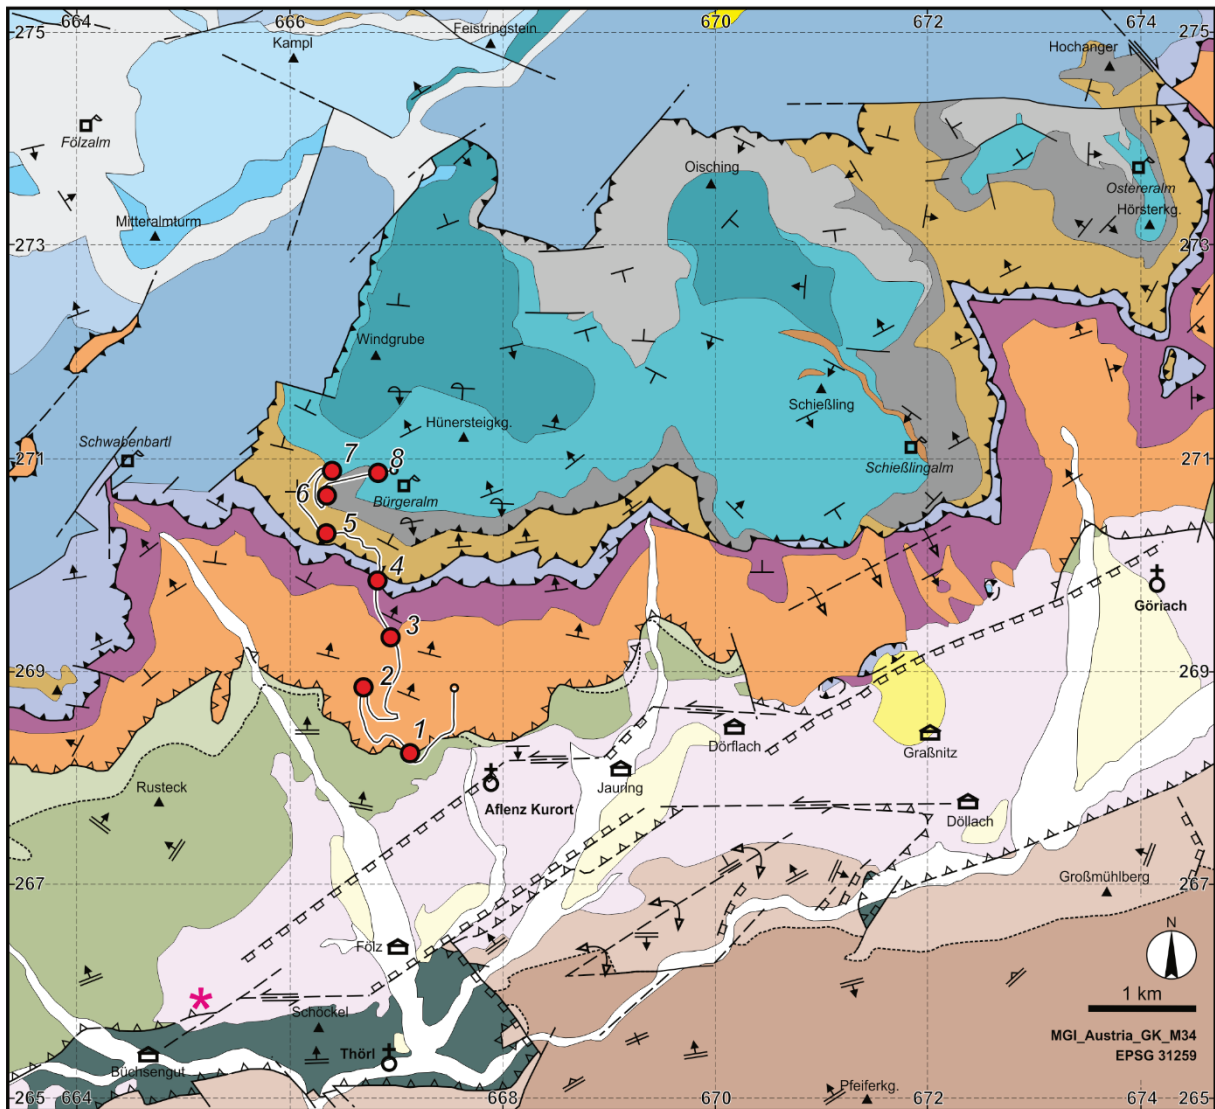 664
666
670
672
674
275
275
Kampl
Feistringstein
Hochanger
Fölzalm
Oisching
Ostereralm
Mitteralmturm
Hörsterkg.
273
273
Windgrube
Schießling
Hünersteigkg.
Schwabenbartl
271
7
8
271
Schießlingalm
6
Bürgeralm
5
4
Göriach
3
269
2
269
1
Dörflach
Graßnitz
Rusteck
Jauring
Aflenz Kurort
Döllach
267
267
Großmühlberg
Fölz
N
*
Schöckel
1 km
MGI_Austria_GK_M34
Thörl
EPSG 31259
Büchsengut
Pfeiferkg.
265
664
668
670
672
674
265